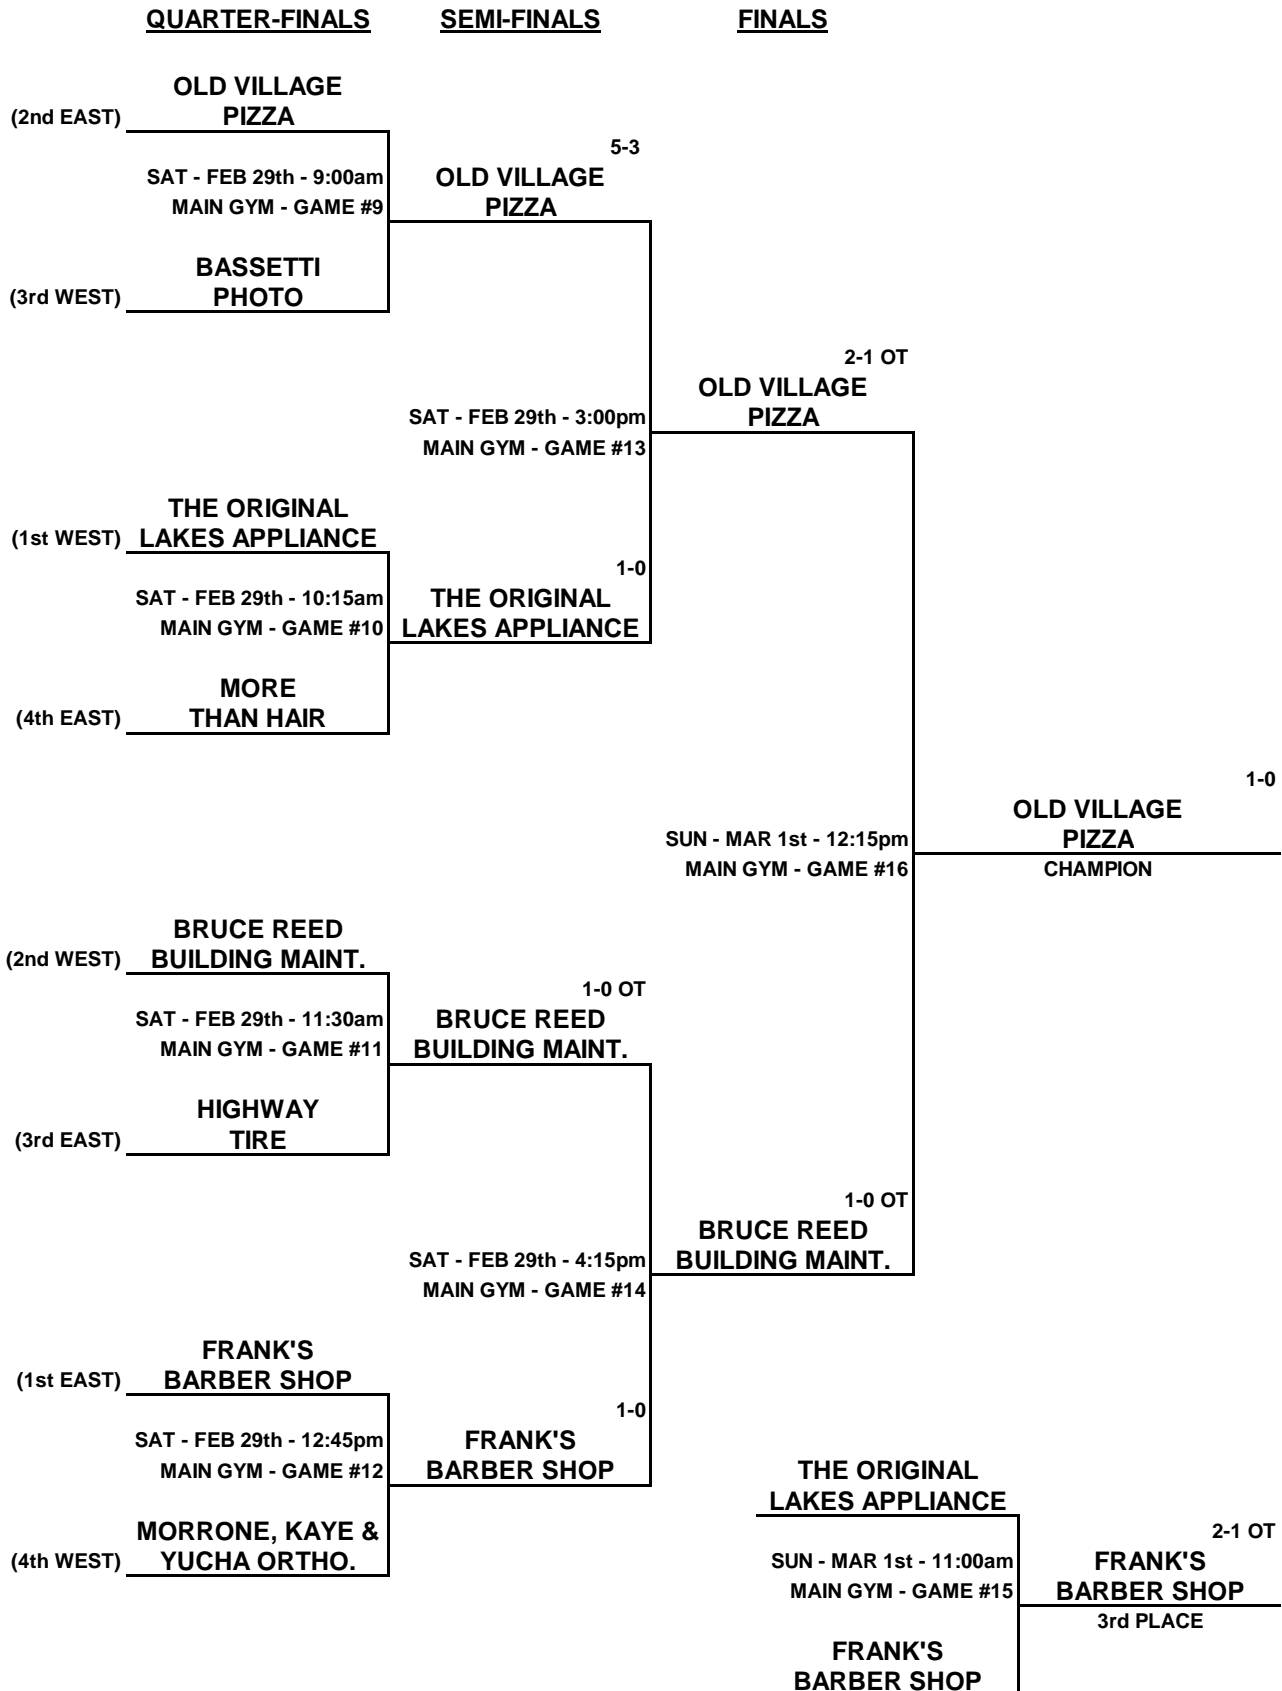 QUARTER-FINALS SEMI-FINALS FINALS
OLD VILLAGE
(2nd EAST) PIZZA
5-3
SAT - FEB 29th - 9:00am
MAIN GYM - GAME #9
OLD VILLAGE
PIZZA
BASSETTI
(3rd WEST) PHOTO
2-1 OT
OLD VILLAGE
PIZZA
SAT - FEB 29th - 3:00pm
MAIN GYM - GAME #13
THE ORIGINAL
(1st WEST) LAKES APPLIANCE
1-0
SAT - FEB 29th - 10:15am
MAIN GYM - GAME #10
THE ORIGINAL
LAKES APPLIANCE
MORE
(4th EAST) THAN HAIR
1-0
OLD VILLAGE
PIZZA
CHAMPION
SUN - MAR 1st - 12:15pm
MAIN GYM - GAME #16
BRUCE REED
(2nd WEST) BUILDING MAINT.
1-0 OT
SAT - FEB 29th - 11:30am
MAIN GYM - GAME #11
BRUCE REED
BUILDING MAINT.
HIGHWAY
(3rd EAST) TIRE
1-0 OT
BRUCE REED
BUILDING MAINT.
SAT - FEB 29th - 4:15pm
MAIN GYM - GAME #14
FRANK'S
(1st EAST) BARBER SHOP
1-0
SAT - FEB 29th - 12:45pm
MAIN GYM - GAME #12
FRANK'S
BARBER SHOP
MORRONE, KAYE &
(4th WEST) YUCHA ORTHO.
THE ORIGINAL
LAKES APPLIANCE
2-1 OT
SUN - MAR 1st - 11:00am
MAIN GYM - GAME #15
FRANK'S
BARBER SHOP
3rd PLACE
FRANK'S
BARBER SHOP